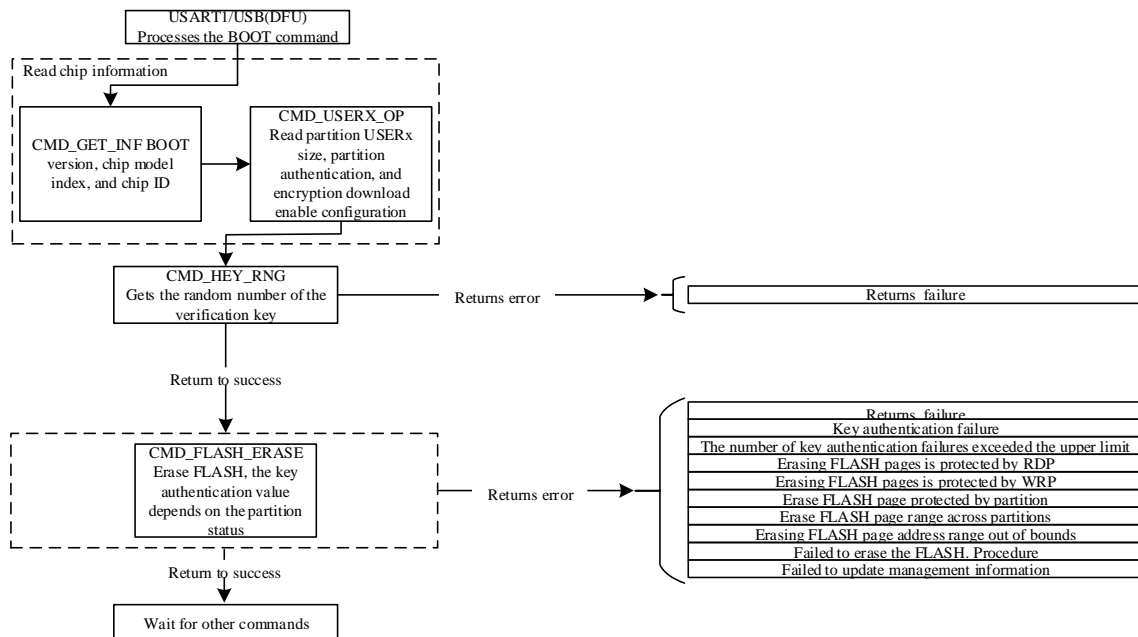 USART1/USB(DFU)
Processes the BOOT command
Read chip information
CMD_GET_INF BOOT
version, chip model
index, and chip ID
CMD_USERX_OP
Read partition USERx
size, partition
authentication, and
encryption download
enable configuration
CMD_HEY_RNG
Gets the random number of the
verification key
Returns error
Returns  failure
Return to success
CMD_FLASH_ERASE
Erase FLASH, the key
authentication value
depends on the partition
status
Returns error
Returns  failure
Key authentication failure
The number of key authentication failures exceeded the upper limit
Erasing FLASH pages is protected by RDP
Erasing FLASH pages is protected by WRP
Erase FLASH page protected by partition
Erase FLASH page range across partitions
Erasing FLASH page address range out of bounds
Failed to erase the FLASH. Procedure
Failed to update management information
Return to success
Wait for other commands